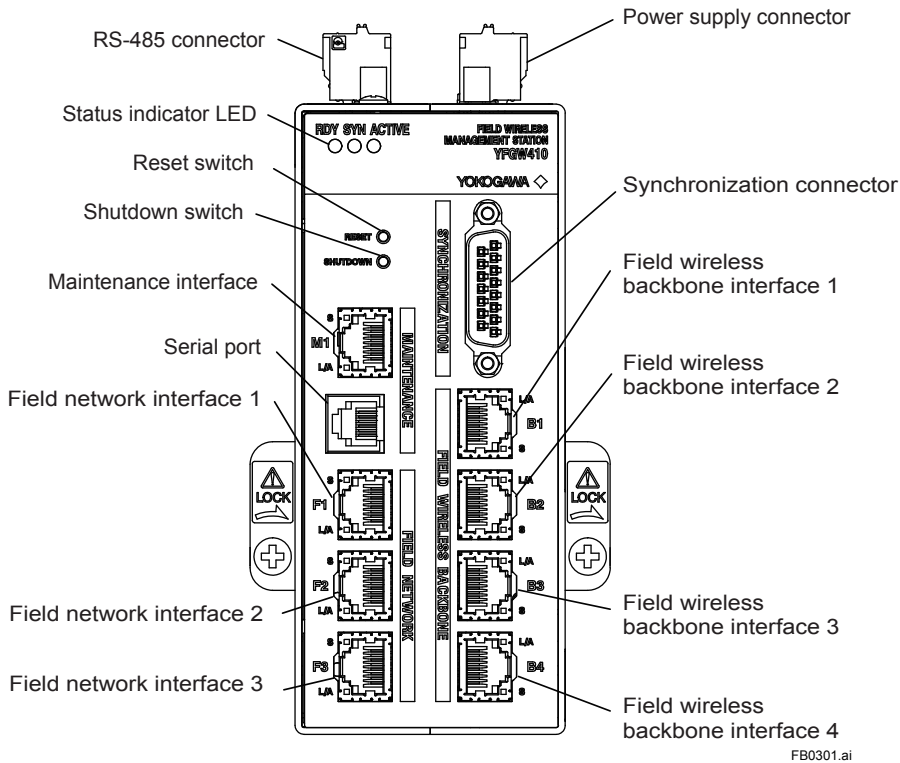 RS-485 connector
Power supply connector
Status indicator LED
RDY SYN ACTIVE
FIELD WIRELESS
MANAGEMENT STATION
YFGW410
YOKOGAWA
Reset switch
RESET
Shutdown switch
SHUTDOWN
Synchronization connector
SYNCHRONIZATION
Maintenance interface
S
M1
L/A
MAINTENANCE
Serial port
Field wireless
backbone interface 1
L/A
B1
S
Field wireless
backbone interface 2
L/A
B2
S
FIELD WIRELESS BACKBONE
Field network interface 1
S
F1
L/A
FIELD NETWORK
LOCK
LOCK
Field network interface 2
S
F2
L/A
L/A
B3
S
Field wireless
backbone interface 3
Field network interface 3
S
F3
L/A
L/A
B4
S
Field wireless
backbone interface 4
FB0301.ai